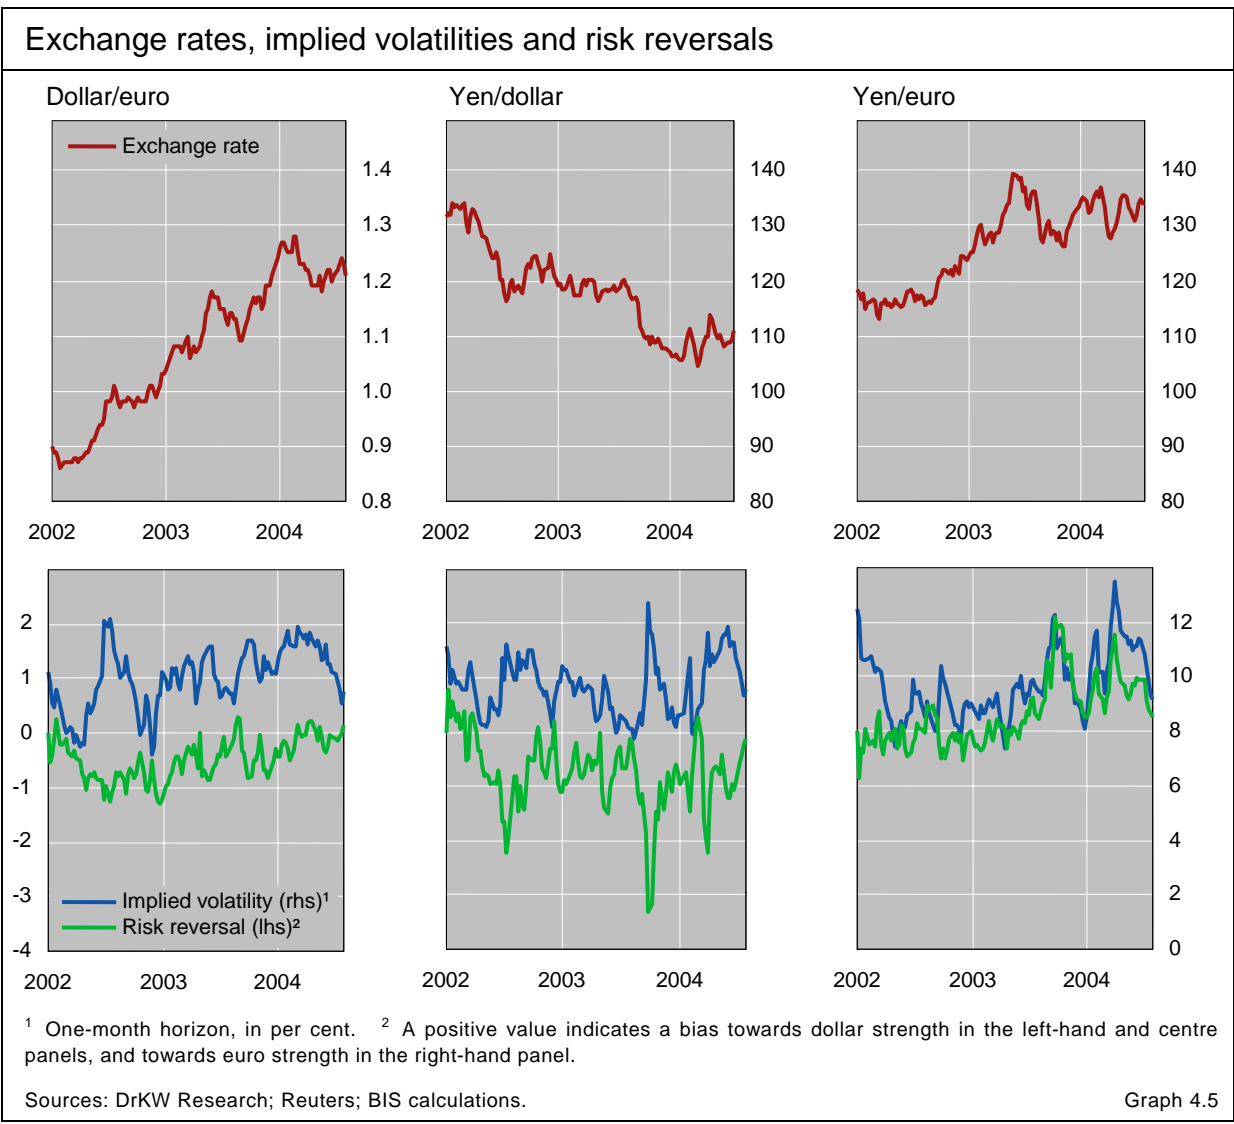 Exchange rates, implied volatilities and risk reversals
Dollar/euro
Yen/dollar
Yen/euro
Exchange rate
1.4
1.3
1.2
1.1
1.0
0.9
0.8
2002 2003 2004
140
130
120
110
100
90
80
2002 2003 2004
140
130
120
110
100
90
80
2002 2003 2004
2
1
0
-1
-2
-3
-4
Implied volatility (rhs)¹
Risk reversal (lhs)²
2002 2003 2004
2002 2003 2004
12
10
8
6
4
2
0
2002 2003 2004
¹ One-month horizon, in per cent. ² A positive value indicates a bias towards dollar strength in the left-hand and centre
panels, and towards euro strength in the right-hand panel.
Sources: DrKW Research; Reuters; BIS calculations. Graph 4.5